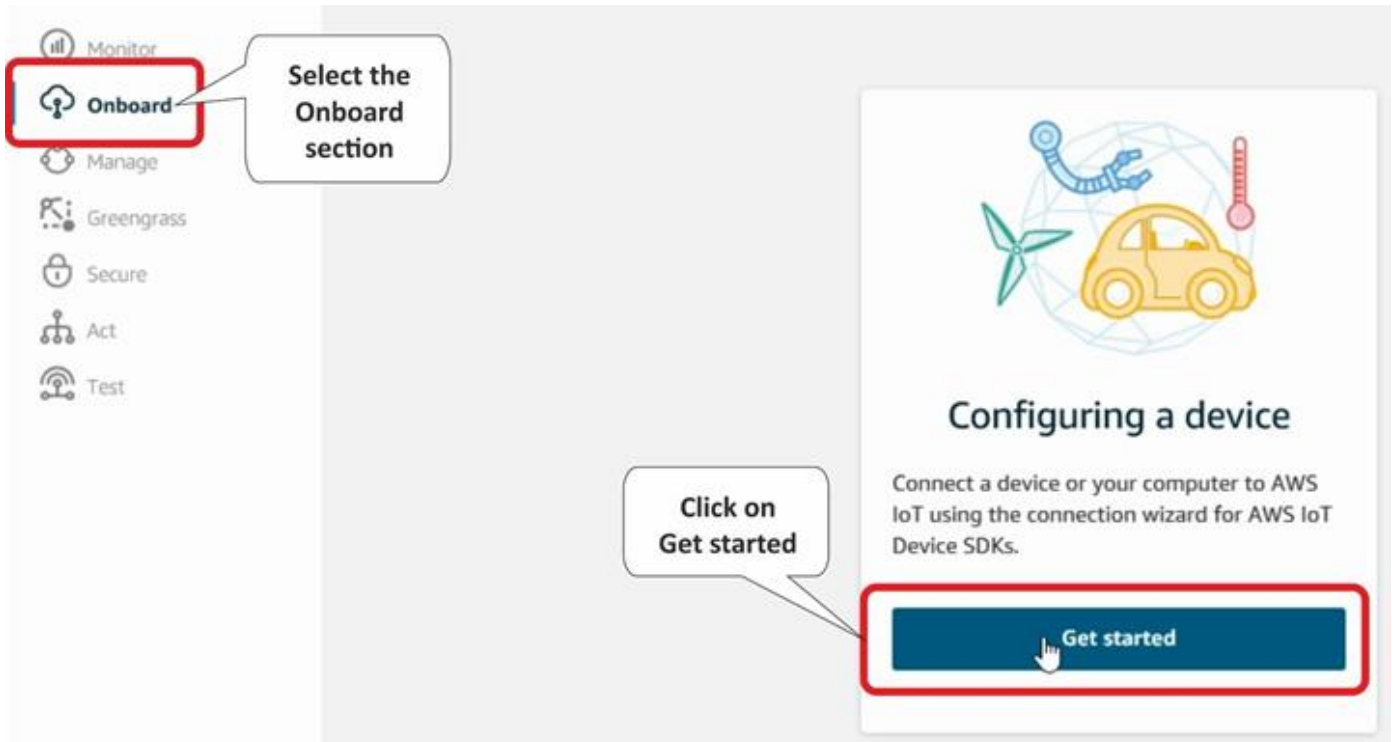 Monitor
Onboard
Manage
Greengrass
Secure
Act
Test
Select the
Onboard
section
Configuring a device
Connect a device or your computer to AWS
IoT using the connection wizard for AWS IoT
Device SDKs.
Click on
Get started
Get started